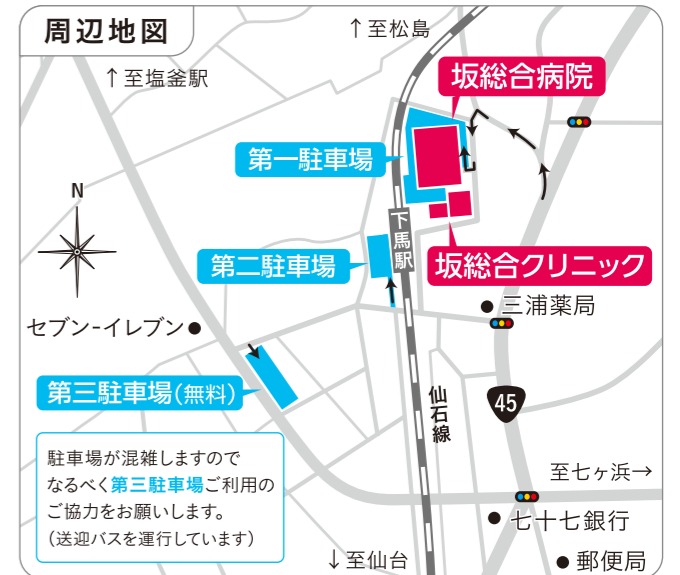 周辺地図
↑至松島
↑至塩釜駅
坂総合病院
第一駐車場
N
下馬駅
第二駐車場
坂総合クリニック
三浦薬局
セブン-イレブン
第三駐車場(無料)
仙石線
45
駐車場が混雑しますので
なるべく第三駐車場ご利用の
ご協力をお願いします。
(送迎バスを運行しています)
至七ヶ浜→
七十七銀行
↓至仙台
郵便局